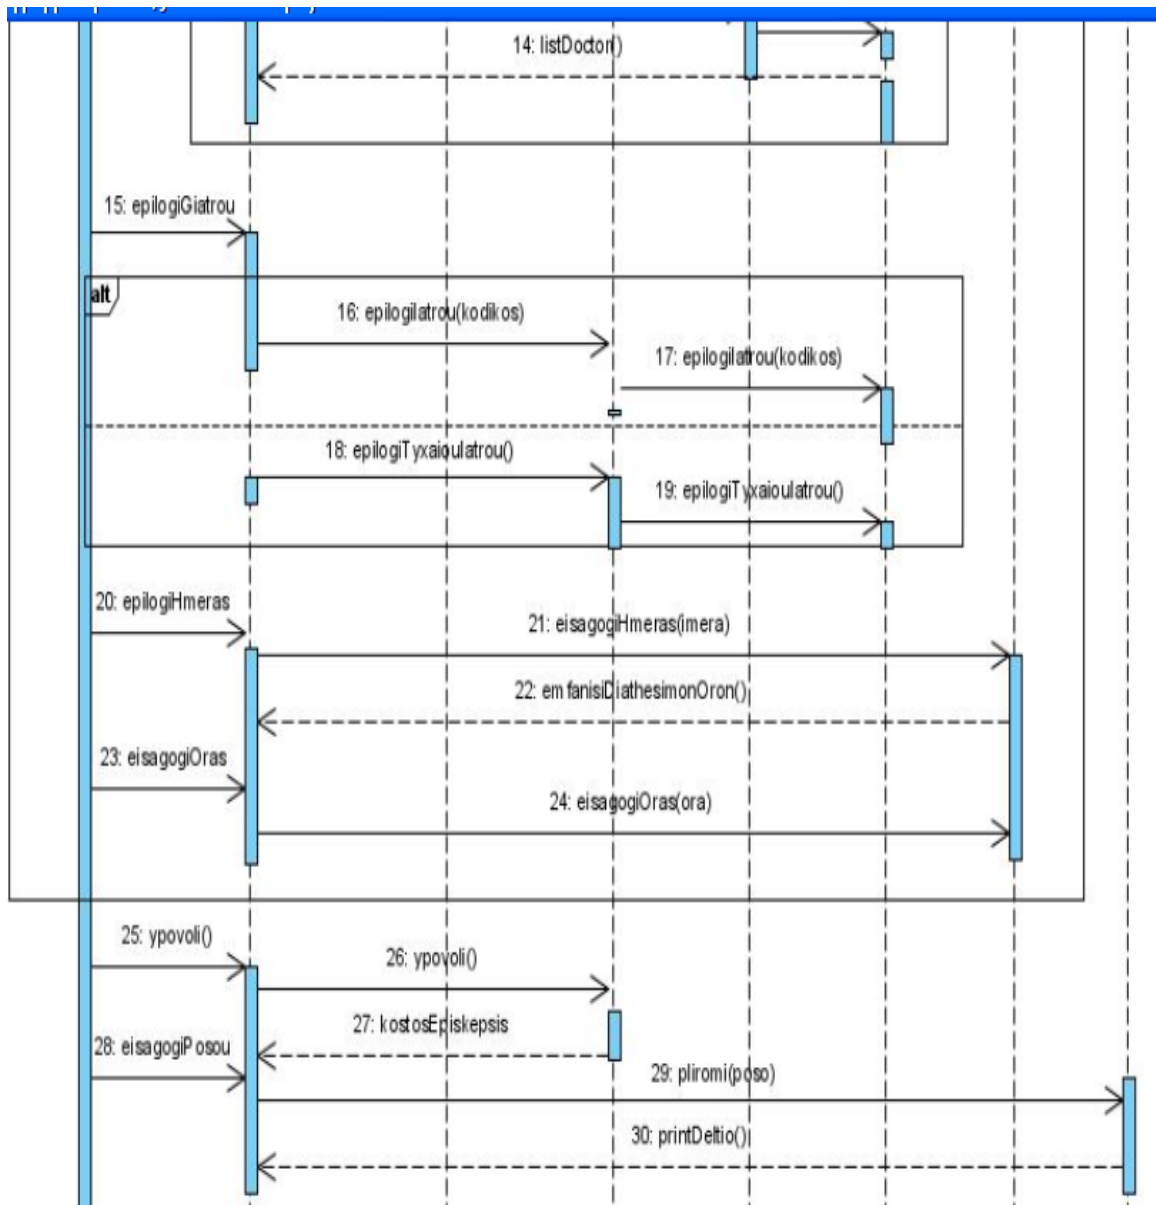 14: listDoctor()
15: epilogiGiatrou
alt
16: epilogiIatrou(kodikos)
17: epilogiIatrou(kodikos)
18: epilogiTyxaiouIatrou()
19: epilogiTyxaiouIatrou()
20: epilogiHmeras
21: eisagogiHmeras(imera)
22: emfanisiDiathesimonOron()
23: eisagogiOras
24: eisagogiOras(ora)
25: ypovoli()
26: ypovoli()
27: kostosEpiskepsis
28: eisagogiPosou
29: pliromi(poso)
30: printDeltio()